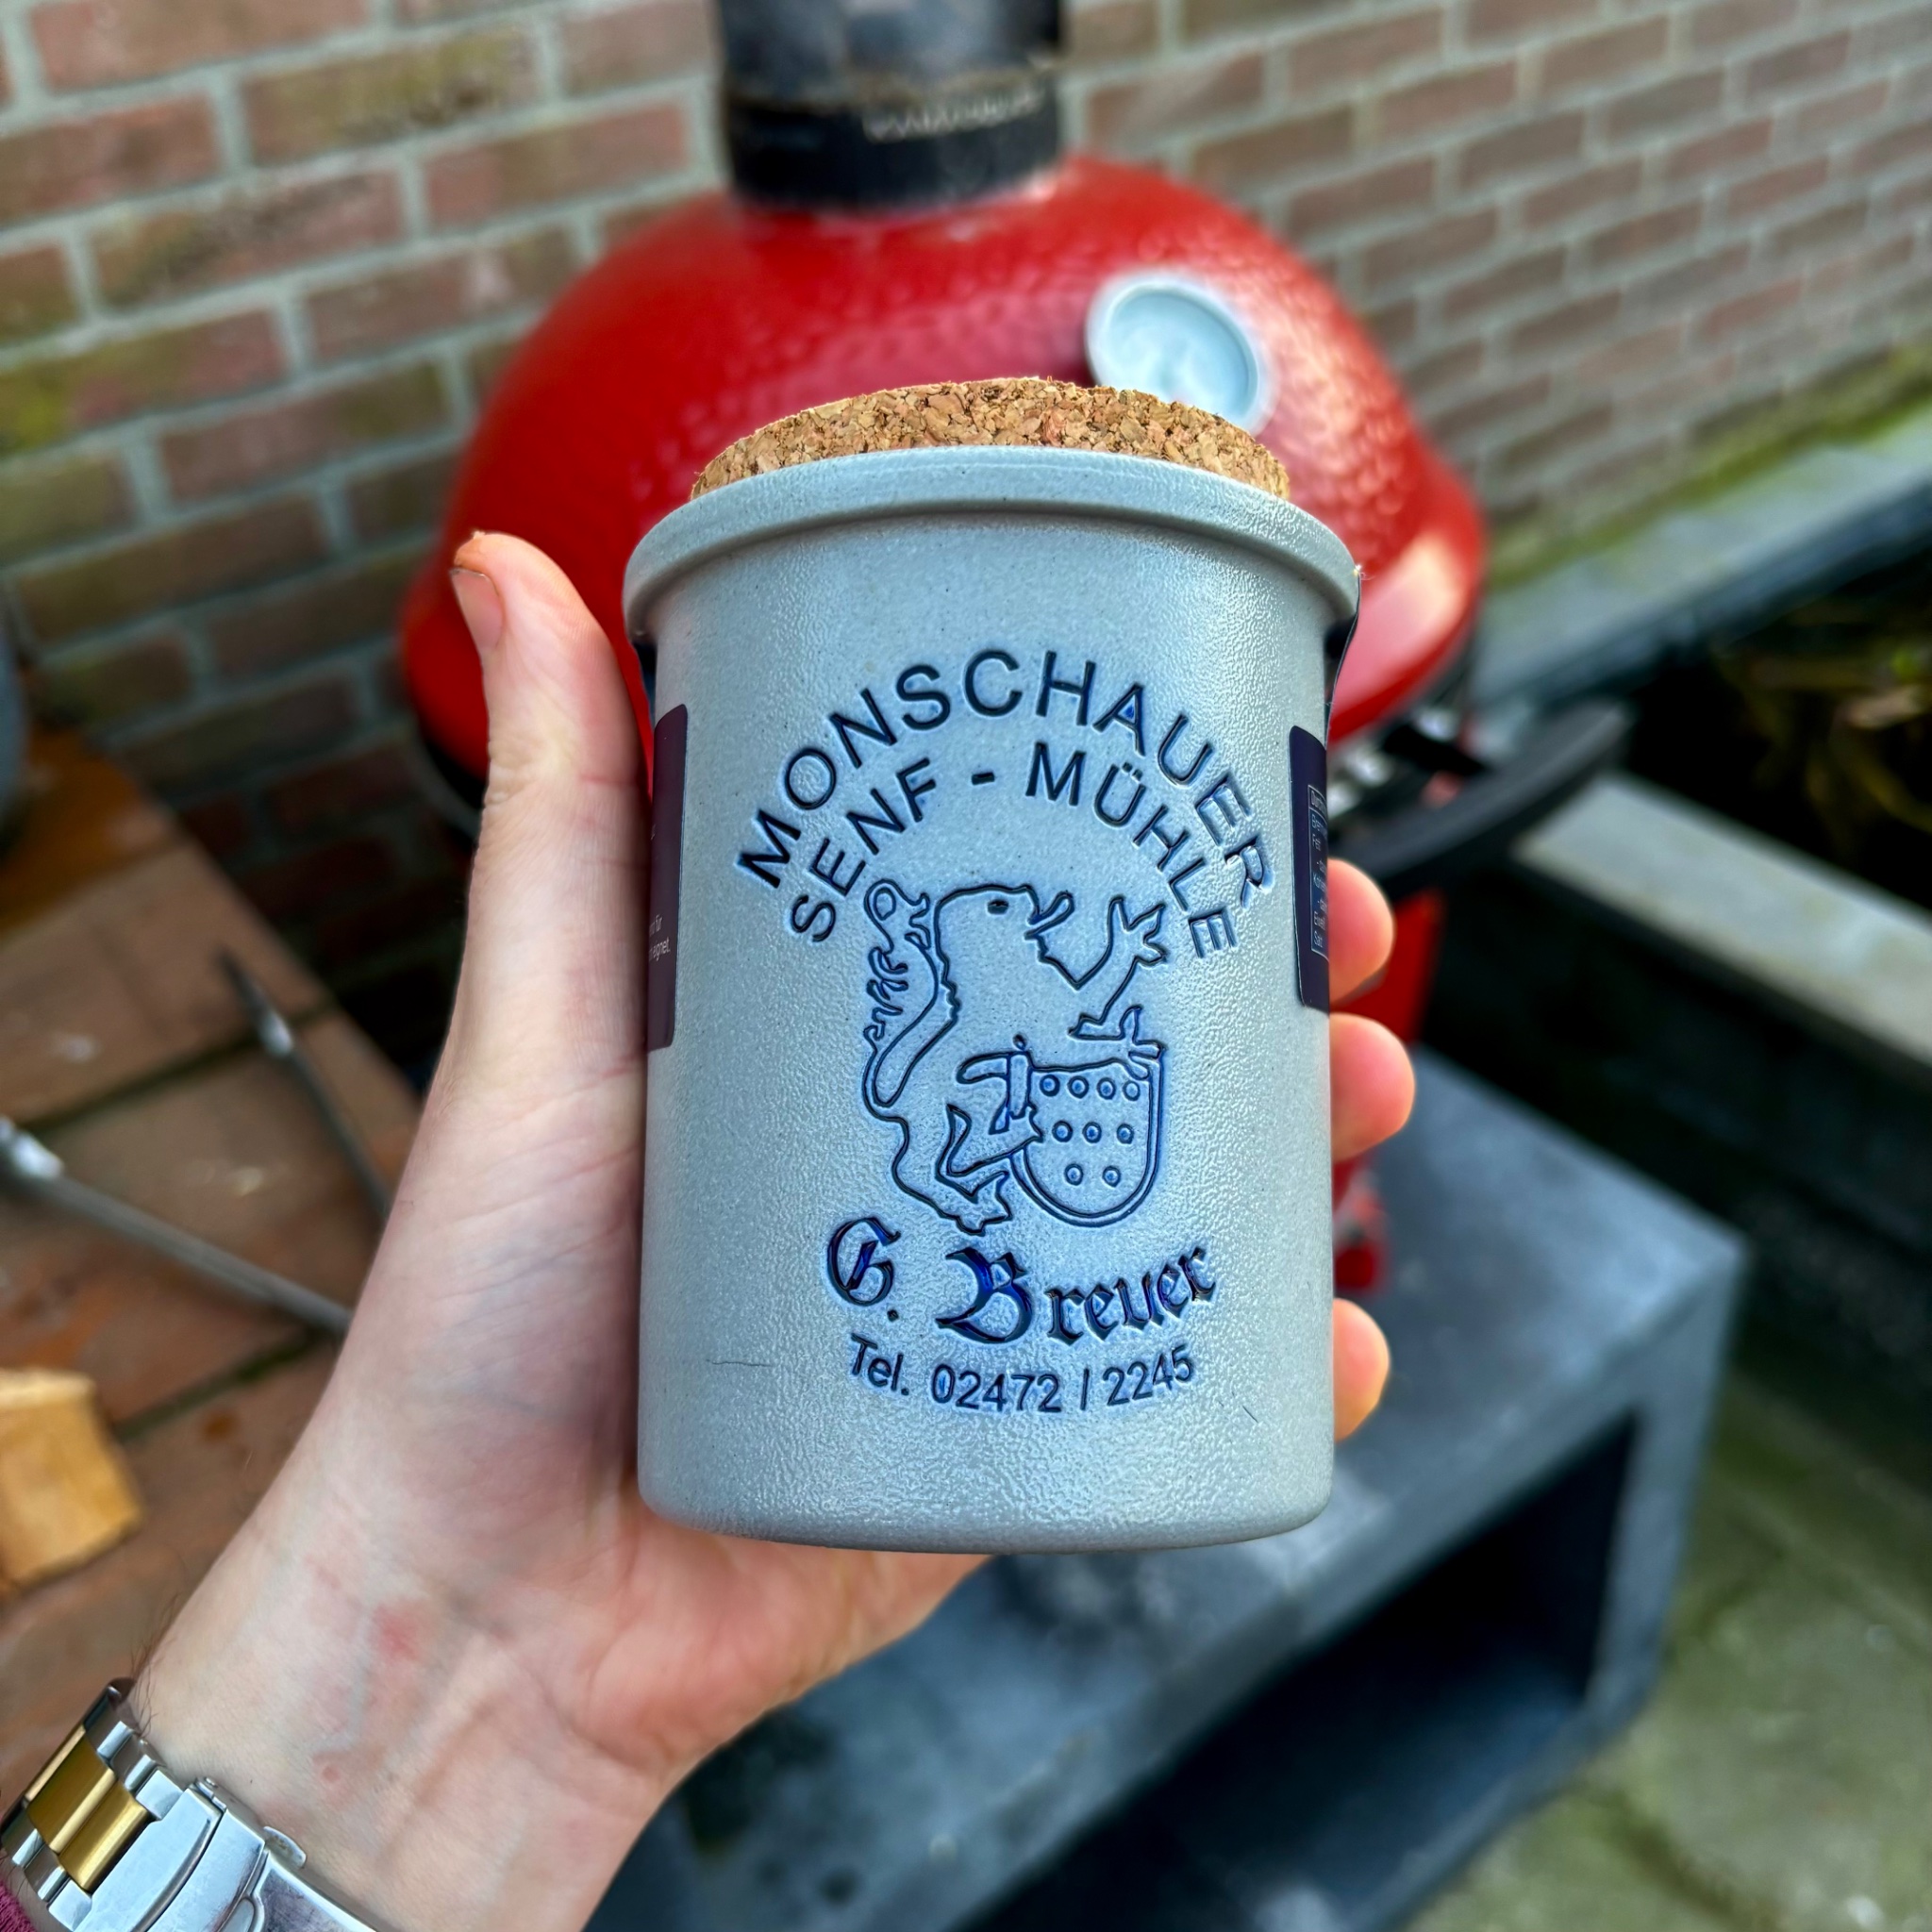 MONSCHAUER
SENF - MÜHLE
G. Breuer
Tel. 02472 / 2245